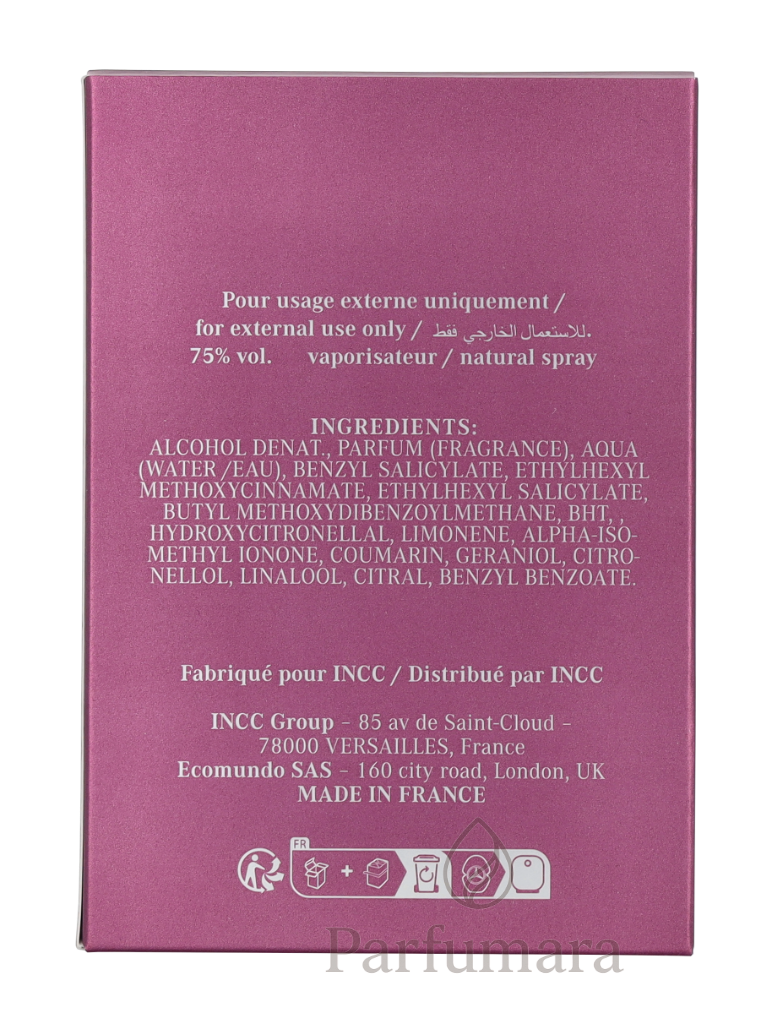 Pour usage externe uniquement /
for external use only / للاستعمال الخارجي فقط.
75% vol. vaporisateur / natural spray
INGREDIENTS:
ALCOHOL DENAT., PARFUM (FRAGRANCE), AQUA
(WATER /EAU), BENZYL SALICYLATE, ETHYLHEXYL
METHOXYCINNAMATE, ETHYLHEXYL SALICYLATE,
BUTYL METHOXYDIBENZOYLMETHANE, BHT, ,
HYDROXYCITRONELLAL, LIMONENE, ALPHA-ISO-
METHYL IONONE, COUMARIN, GERANIOL, CITRO-
NELLOL, LINALOOL, CITRAL, BENZYL BENZOATE.
Fabriqué pour INCC / Distribué par INCC
INCC Group – 85 av de Saint-Cloud –
78000 VERSAILLES, France
Ecomundo SAS – 160 city road, London, UK
MADE IN FRANCE
FR
Parfumara